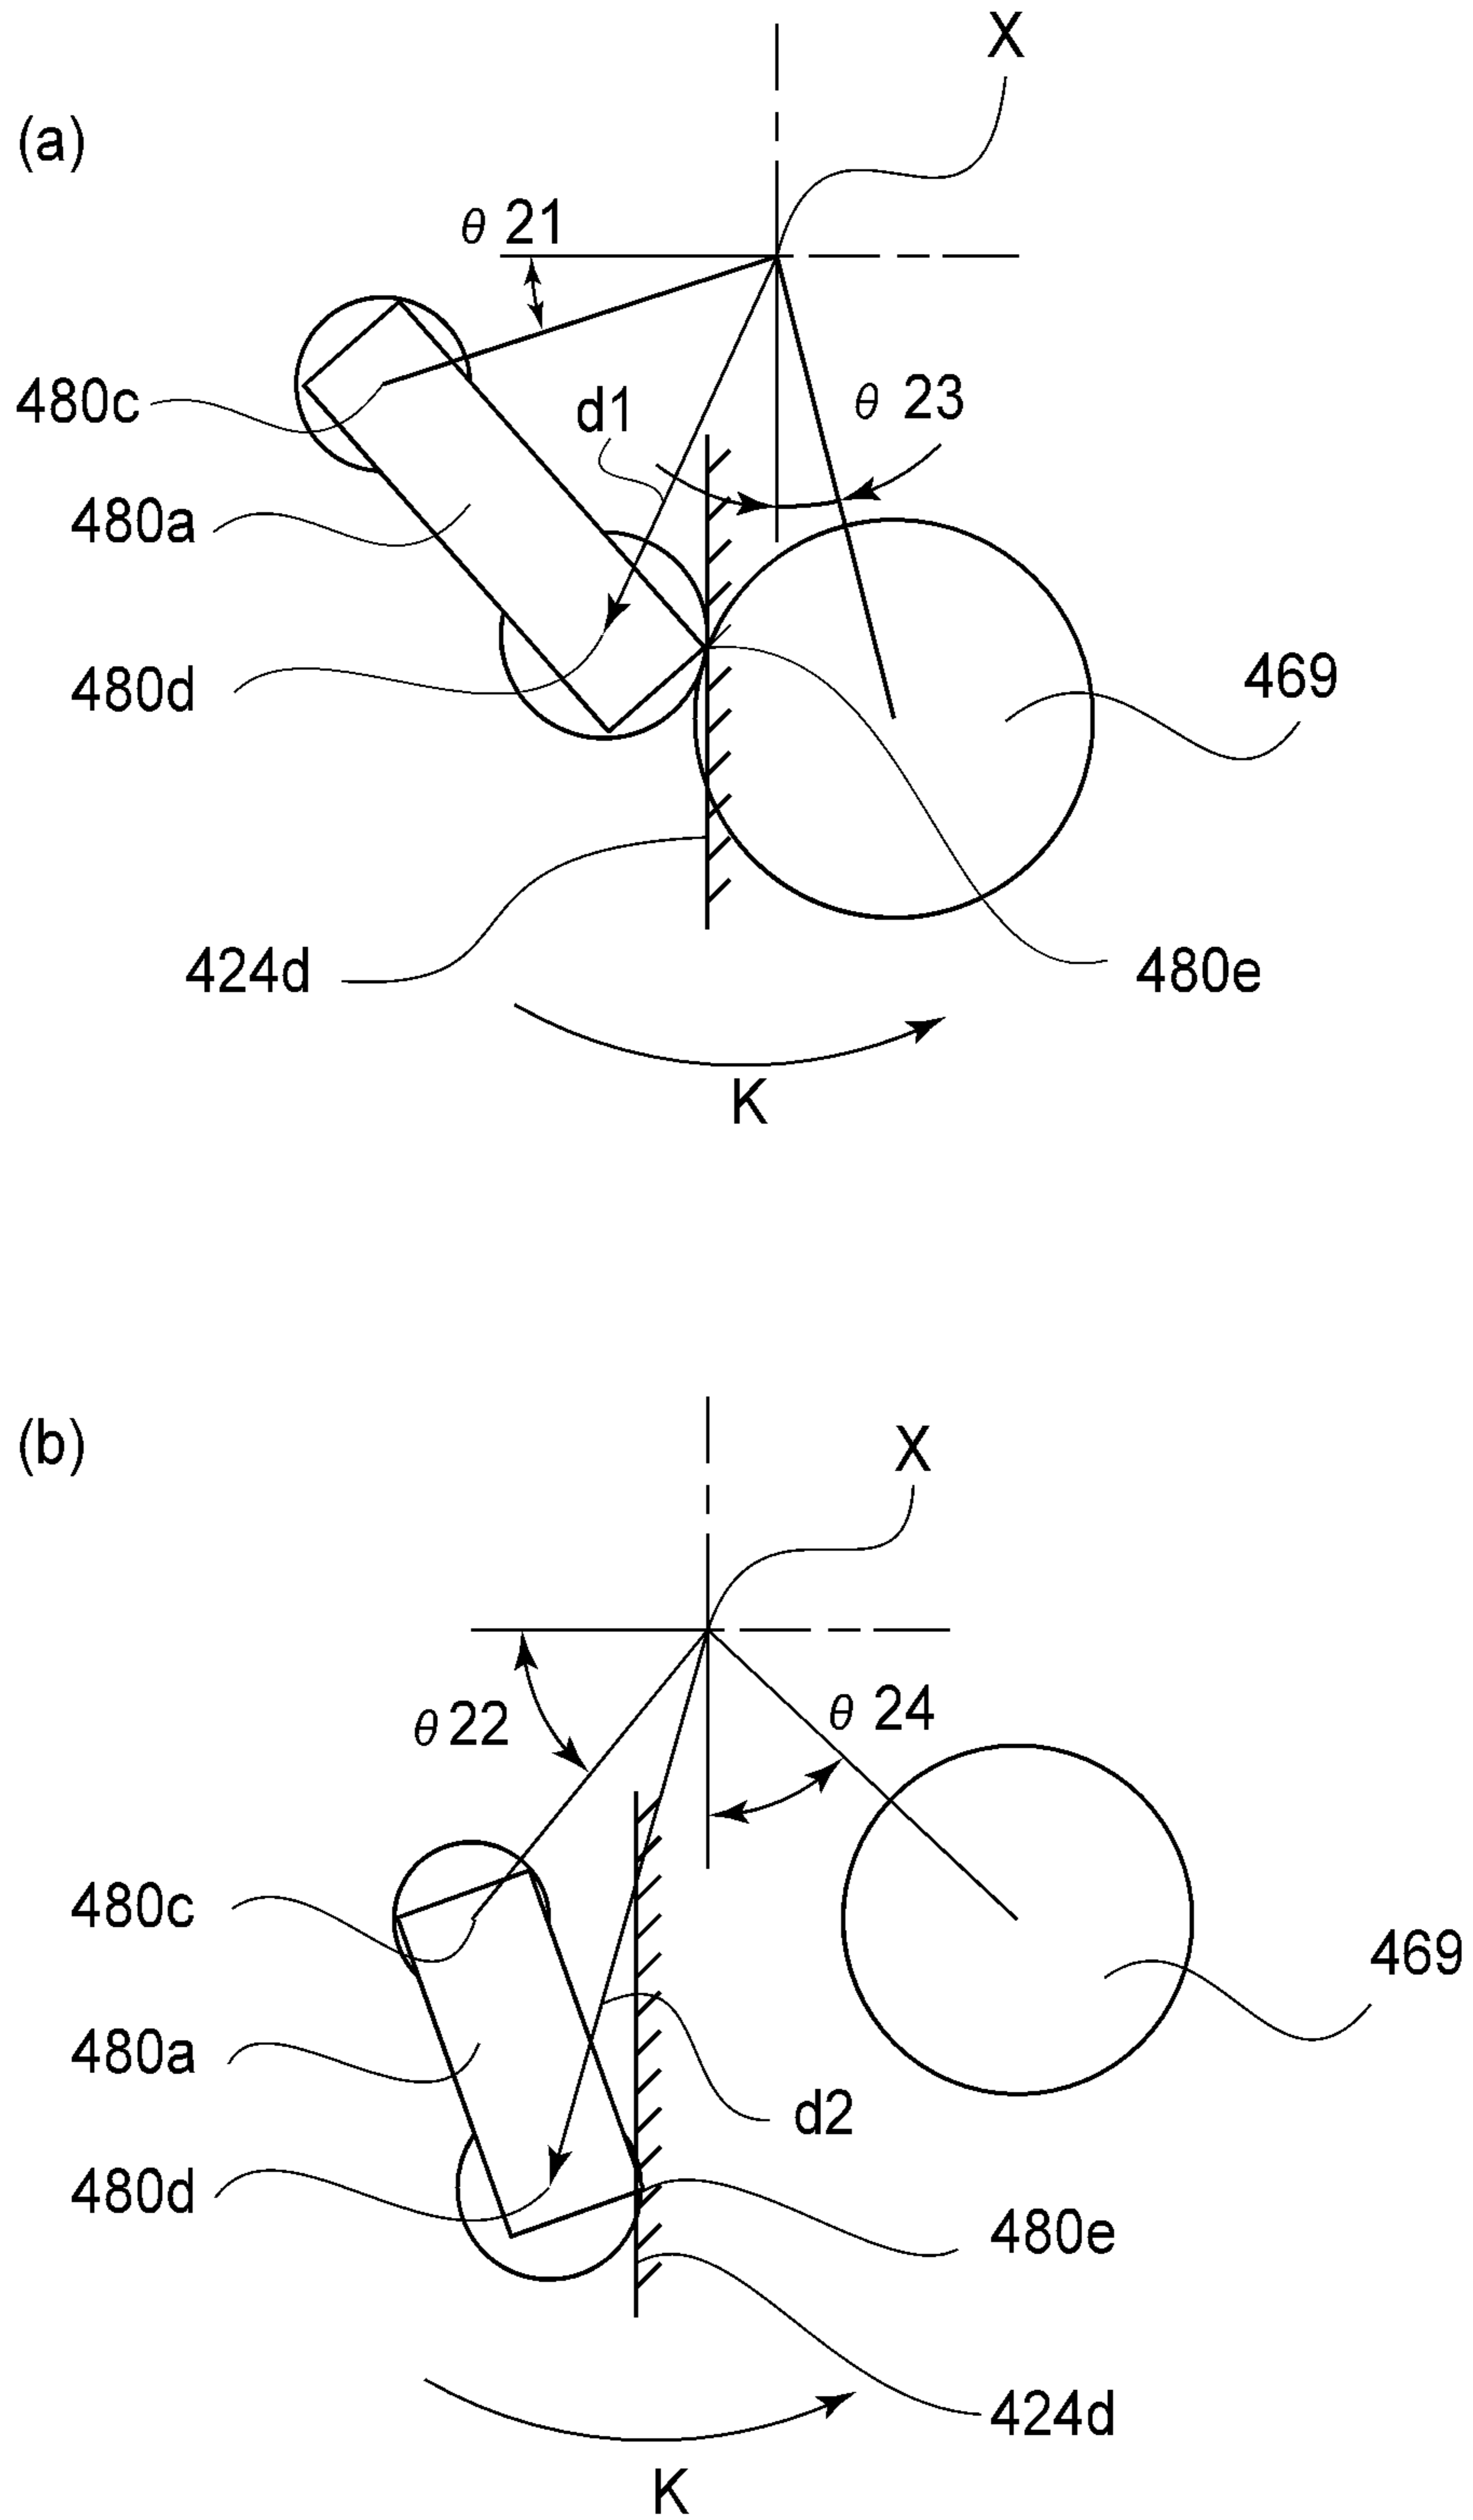 X
(a)
θ 21
480c
d1
θ 23
480a
480d
469
424d
480e
K
(b)
X
θ 24
θ 22
480c
469
480a
d2
480d
480e
424d
K